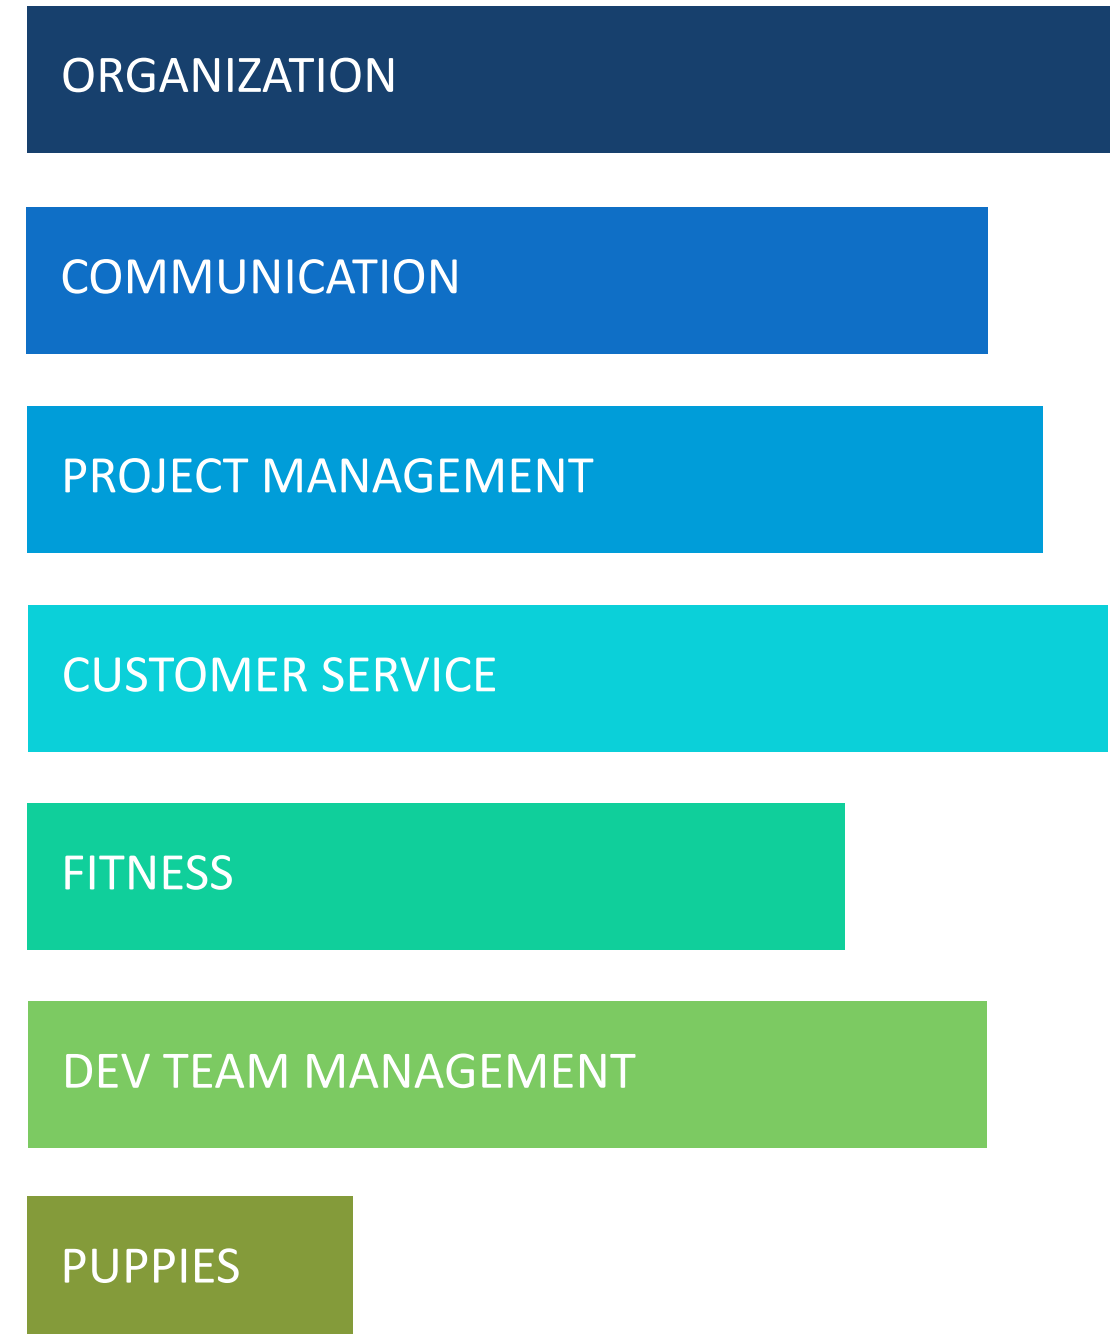 ORGANIZATION
COMMUNICATION
PROJECT MANAGEMENT
CUSTOMER SERVICE
FITNESS
DEV TEAM MANAGEMENT
PUPPIES